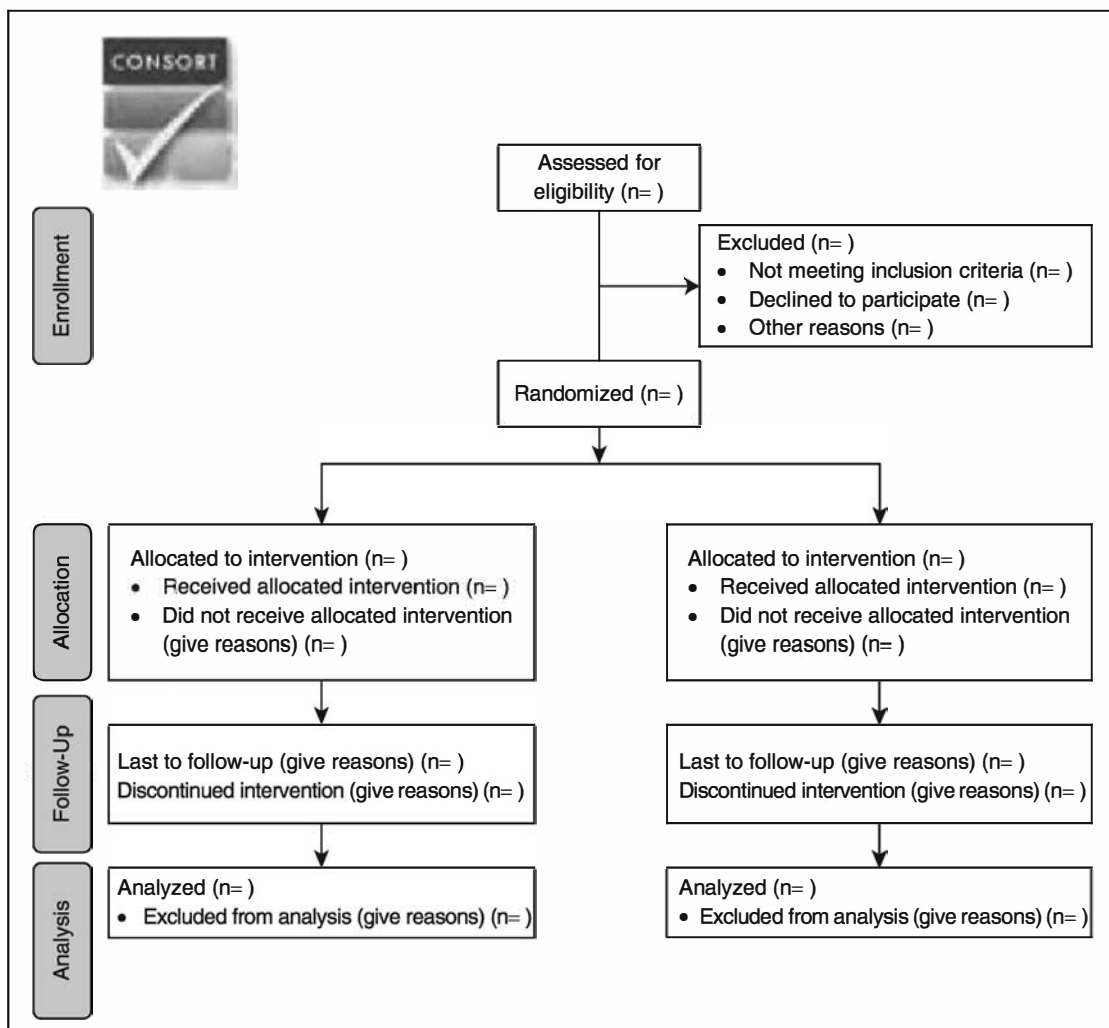 CONSORT
Assessed for
eligibility (n= )
Enrollment
Excluded (n= )
• Not meeting inclusion criteria (n= )
• Declined to participate (n= )
• Other reasons (n= )
Randomized (n= )
Allocation
Allocated to intervention (n= )
• Received allocated intervention (n= )
• Did not receive allocated intervention
(give reasons) (n= )
Allocated to intervention (n= )
• Received allocated intervention (n= )
• Did not receive allocated intervention
(give reasons) (n= )
Follow-Up
Last to follow-up (give reasons) (n= )
Discontinued intervention (give reasons) (n= )
Last to follow-up (give reasons) (n= )
Discontinued intervention (give reasons) (n= )
Analysis
Analyzed (n= )
• Excluded from analysis (give reasons) (n= )
Analyzed (n= )
• Excluded from analysis (give reasons) (n= )